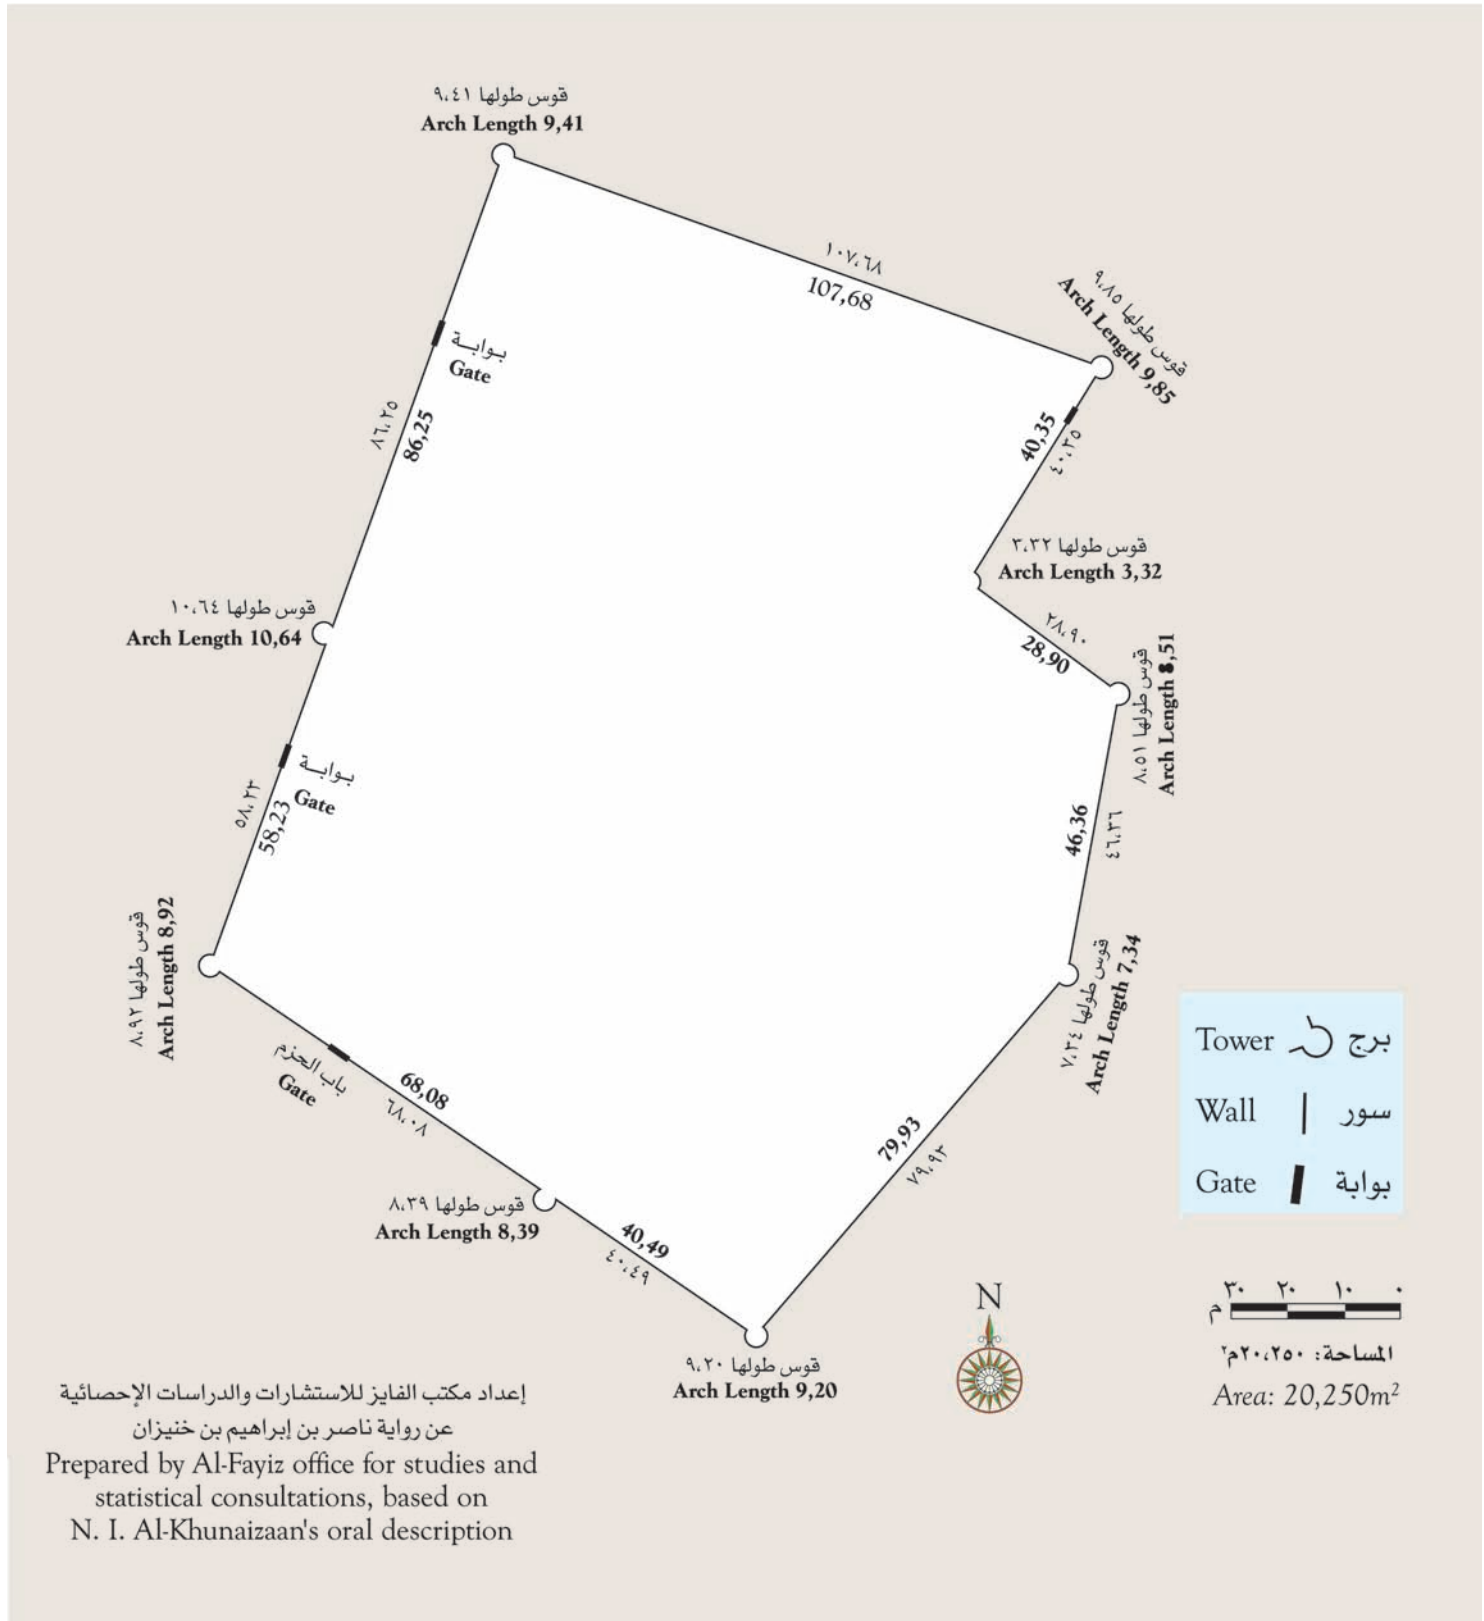 قوس طولها ٩،٤١
Arch Length 9,41
١٠٧،٦٨
107,68
قوس طولها ٩،٨٥
Arch Length 9,85
بوابـــة
Gate
٨٦،٢٥
86,25
40,35
٤٠،٣٥
قوس طولها ٣،٣٢
Arch Length 3,32
قوس طولها ١٠،٦٤
Arch Length 10,64
٢٨،٩٠
28,90
قوس طولها ٨،٥١
Arch Length 8,51
بوابـــة
Gate
٥٨،٢٣
58,23
46,36
٤٦،٣٦
قوس طولها ٨،٩٢
Arch Length 8,92
قوس طولها ٧،٣٤
Arch Length 7,34
باب الحزم
Gate
68,08
٦٨،٠٨
79,93
٧٩،٩٣
Tower برج
Wall سور
Gate بوابة
قوس طولها ٨،٣٩
Arch Length 8,39
40,49
٤٠،٤٩
قوس طولها ٩،٢٠
Arch Length 9,20
N
٣٠ ٢٠ ١٠ ٠
م
المساحة: ٢٠،٢٥٠م٢
Area: 20,250m²
إعداد مكتب الفايز للاستشارات والدراسات الإحصائية
عن رواية ناصر بن إبراهيم بن خنيزان
Prepared by Al-Fayiz office for studies and
statistical consultations, based on
N. I. Al-Khunaizaan's oral description